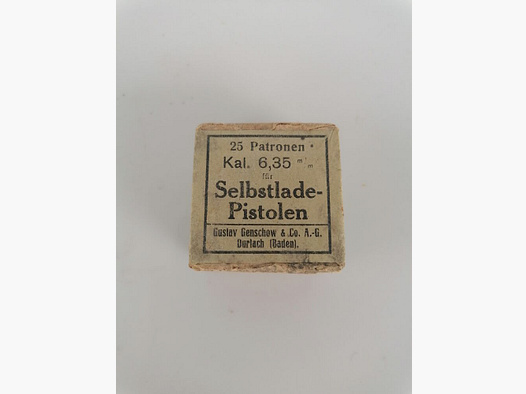 25 Patronen
Kal. 6,35 m/m
für
Selbstlade-
Pistolen
Gustav Genschow & Co. A.-G.
Durlach (Baden).